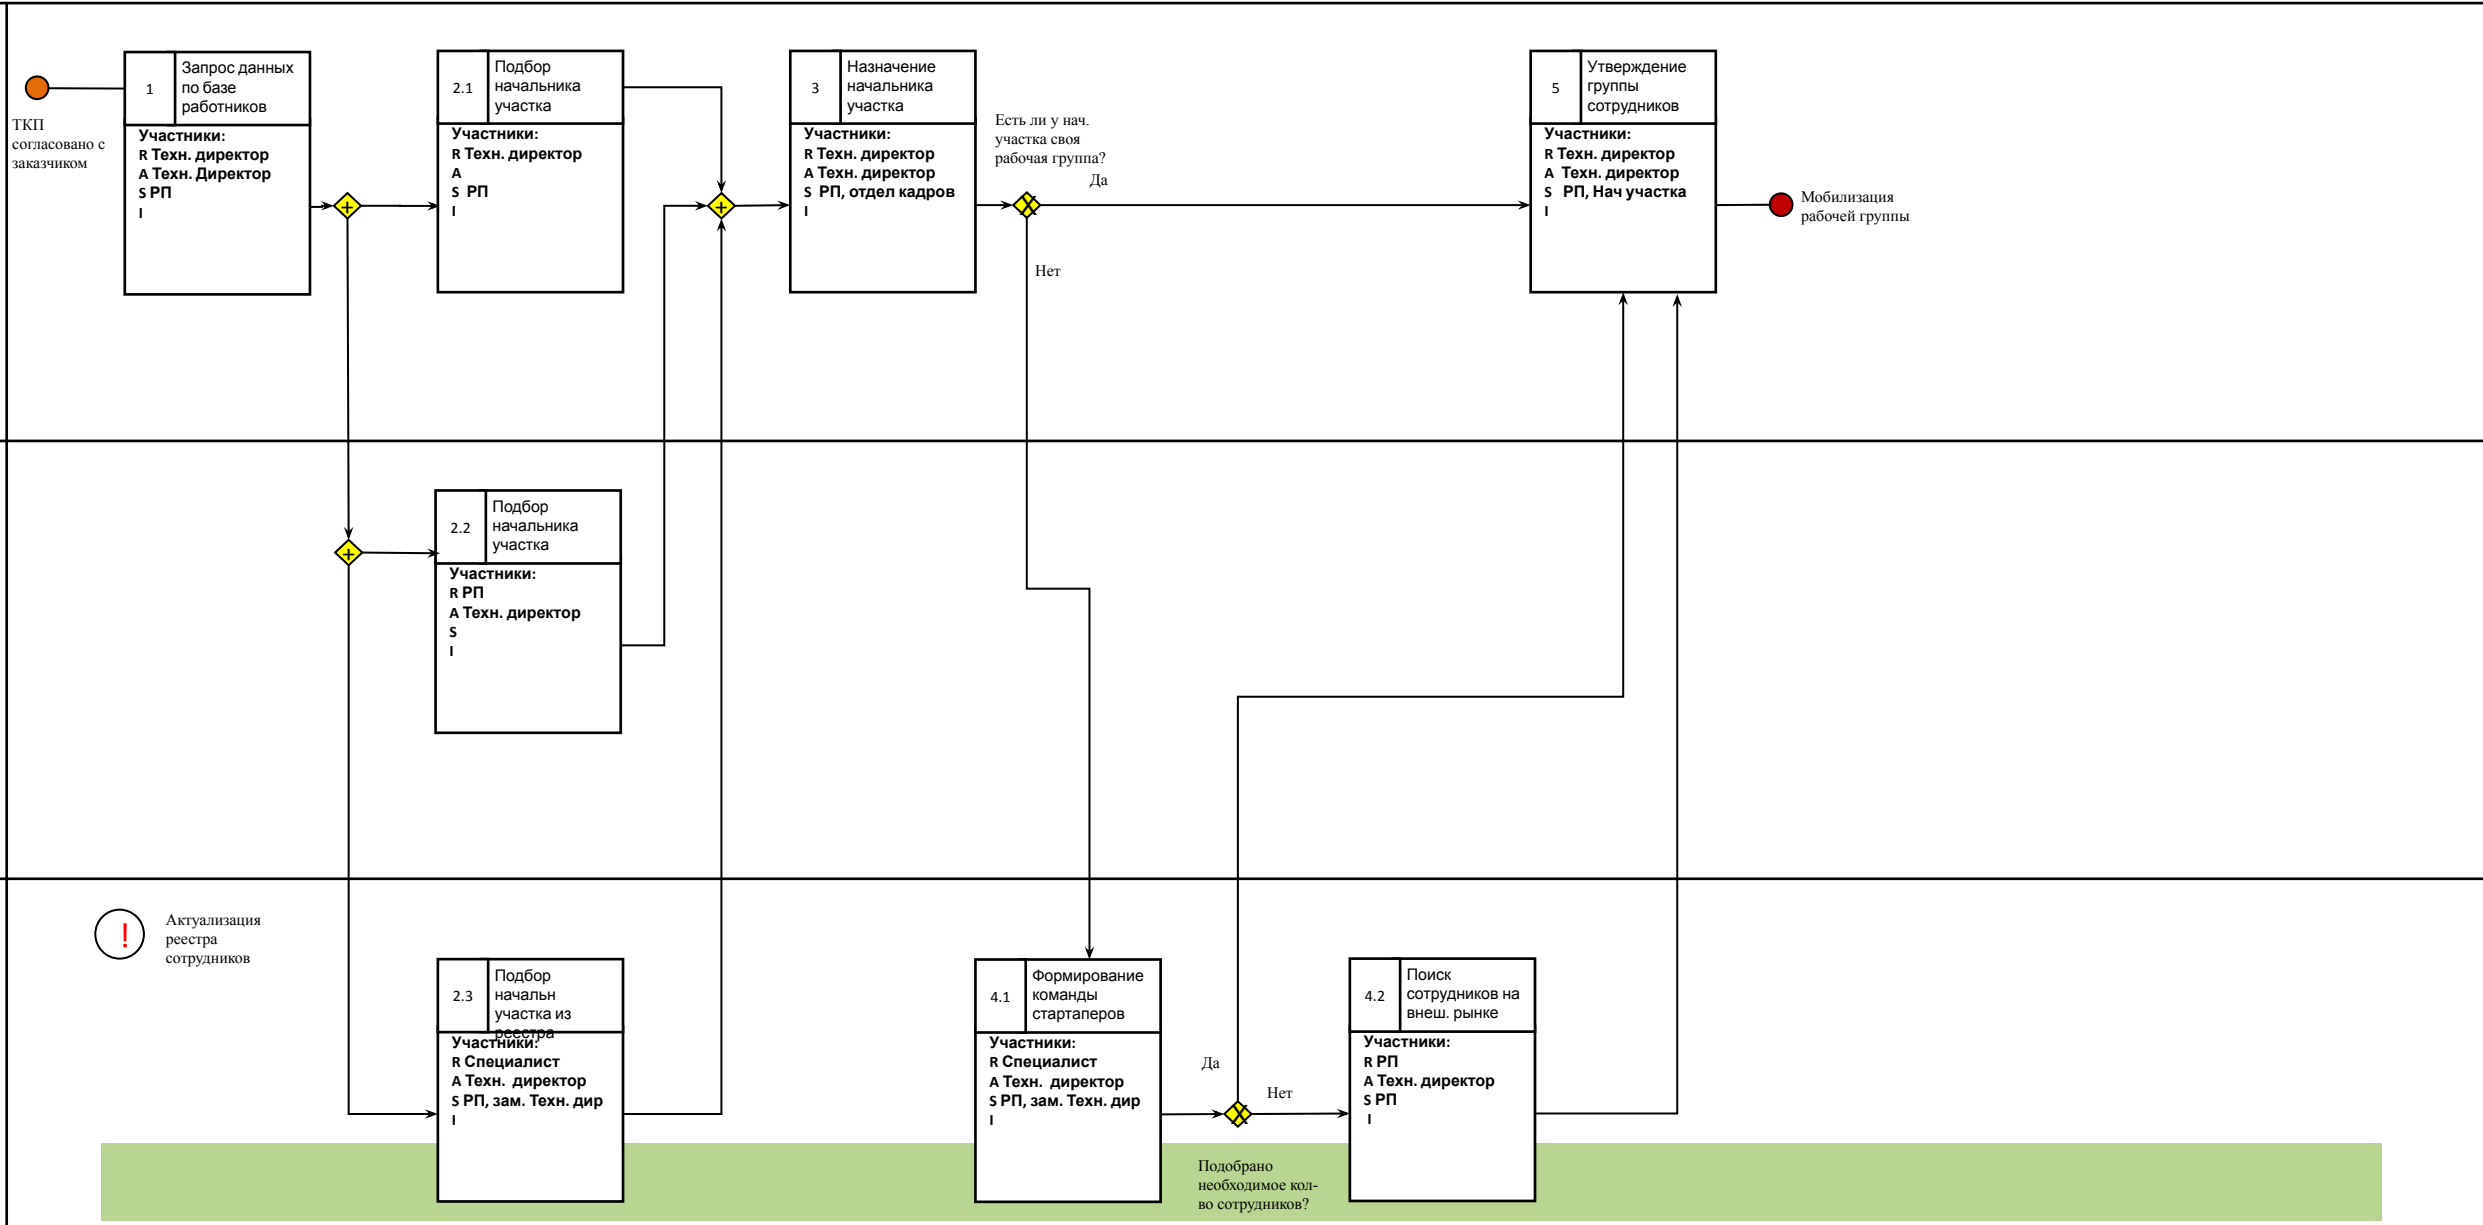 ТКП
согласовано с
заказчиком
1
Запрос данных
по базе
работников
Участники:
R Техн. директор
A Техн. Директор
S РП
I
+
2.1
Подбор
начальника
участка
Участники:
R Техн. директор
A
S РП
I
+
3
Назначение
начальника
участка
Участники:
R Техн. директор
A Техн. директор
S РП, отдел кадров
I
Есть ли у нач.
участка своя
рабочая группа?
X
Да
Нет
5
Утверждение
группы
сотрудников
Участники:
R Техн. директор
A Техн. директор
S РП, Нач участка
I
Мобилизация
рабочей группы
+
2.2
Подбор
начальника
участка
Участники:
R РП
A Техн. директор
S
I
!
Актуализация
реестра
сотрудников
2.3
Подбор
начальн
участка из
реестра
Участники:
R Специалист
A Техн. директор
S РП, зам. Техн. дир
I
4.1
Формирование
команды
стартаперов
Участники:
R Специалист
A Техн. директор
S РП, зам. Техн. дир
I
Да
X
Нет
Подобрано
необходимое кол-
во сотрудников?
4.2
Поиск
сотрудников на
внеш. рынке
Участники:
R РП
A Техн. директор
S РП
I